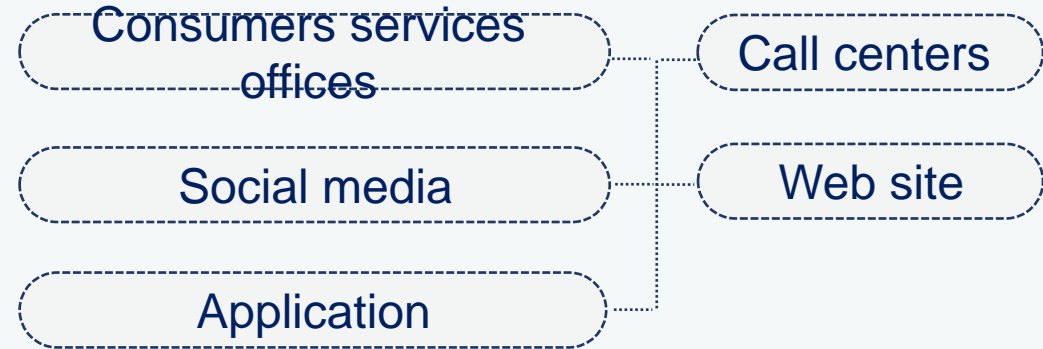 Consumers services
offices
Call centers
Social media
Web site
Application